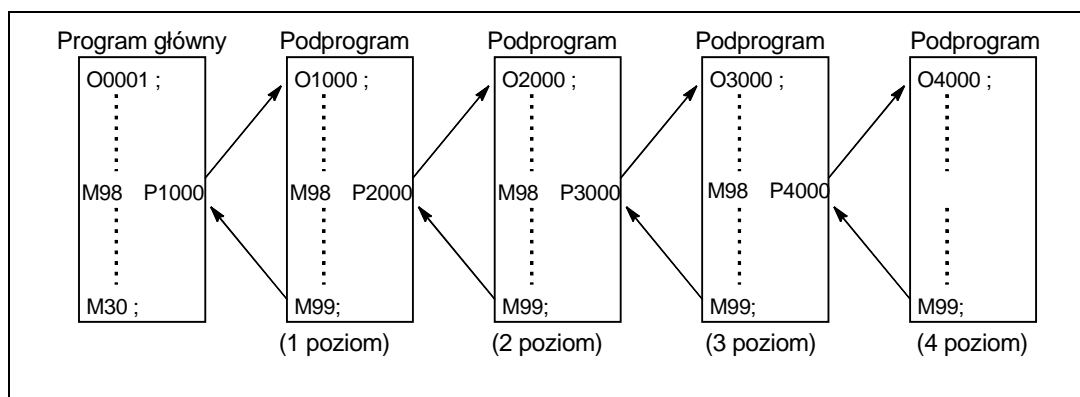 Program główny
O0001 ;
M98 P1000
M30 ;
Podprogram
O1000 ;
M98 P2000
M99;
(1 poziom)
Podprogram
O2000 ;
M98 P3000
M99;
(2 poziom)
Podprogram
O3000 ;
M98 P4000
M99;
(3 poziom)
Podprogram
O4000 ;
M99;
(4 poziom)